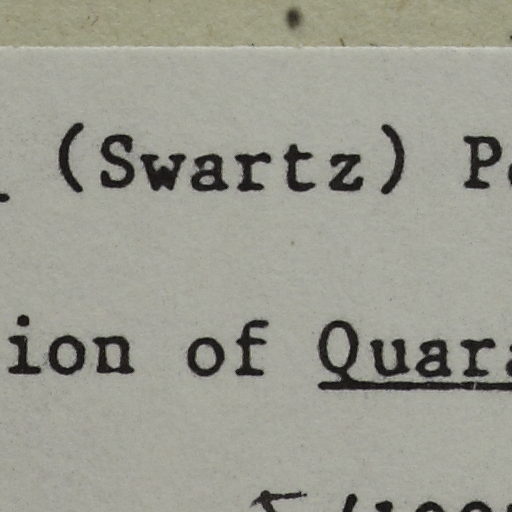 (Swartz) P
ion of Quar